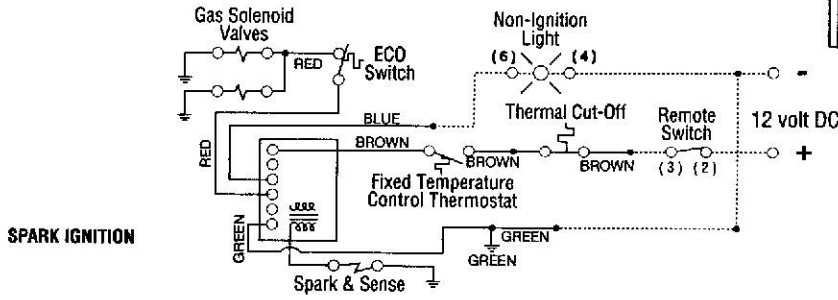 Gas Solenoid
Valves
RED
ECO
Switch
Non-Ignition
Light
(6)
(4)
-
BLUE
Thermal Cut-Off
Remote
Switch
12 volt DC
RED
BROWN
BROWN
BROWN
(3) (2)
+
Fixed Temperature
Control Thermostat
SPARK IGNITION
GREEN
GREEN
GREEN
Spark & Sense